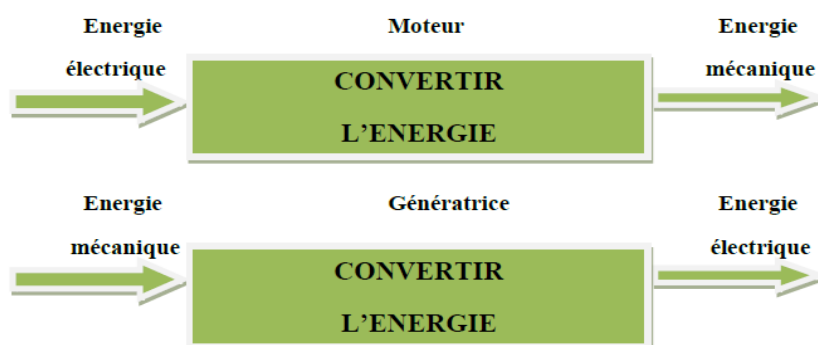 Energie
électrique
Moteur
CONVERTIR
L'ENERGIE
Energie
mécanique
Energie
mécanique
Génératrice
CONVERTIR
L'ENERGIE
Energie
électrique